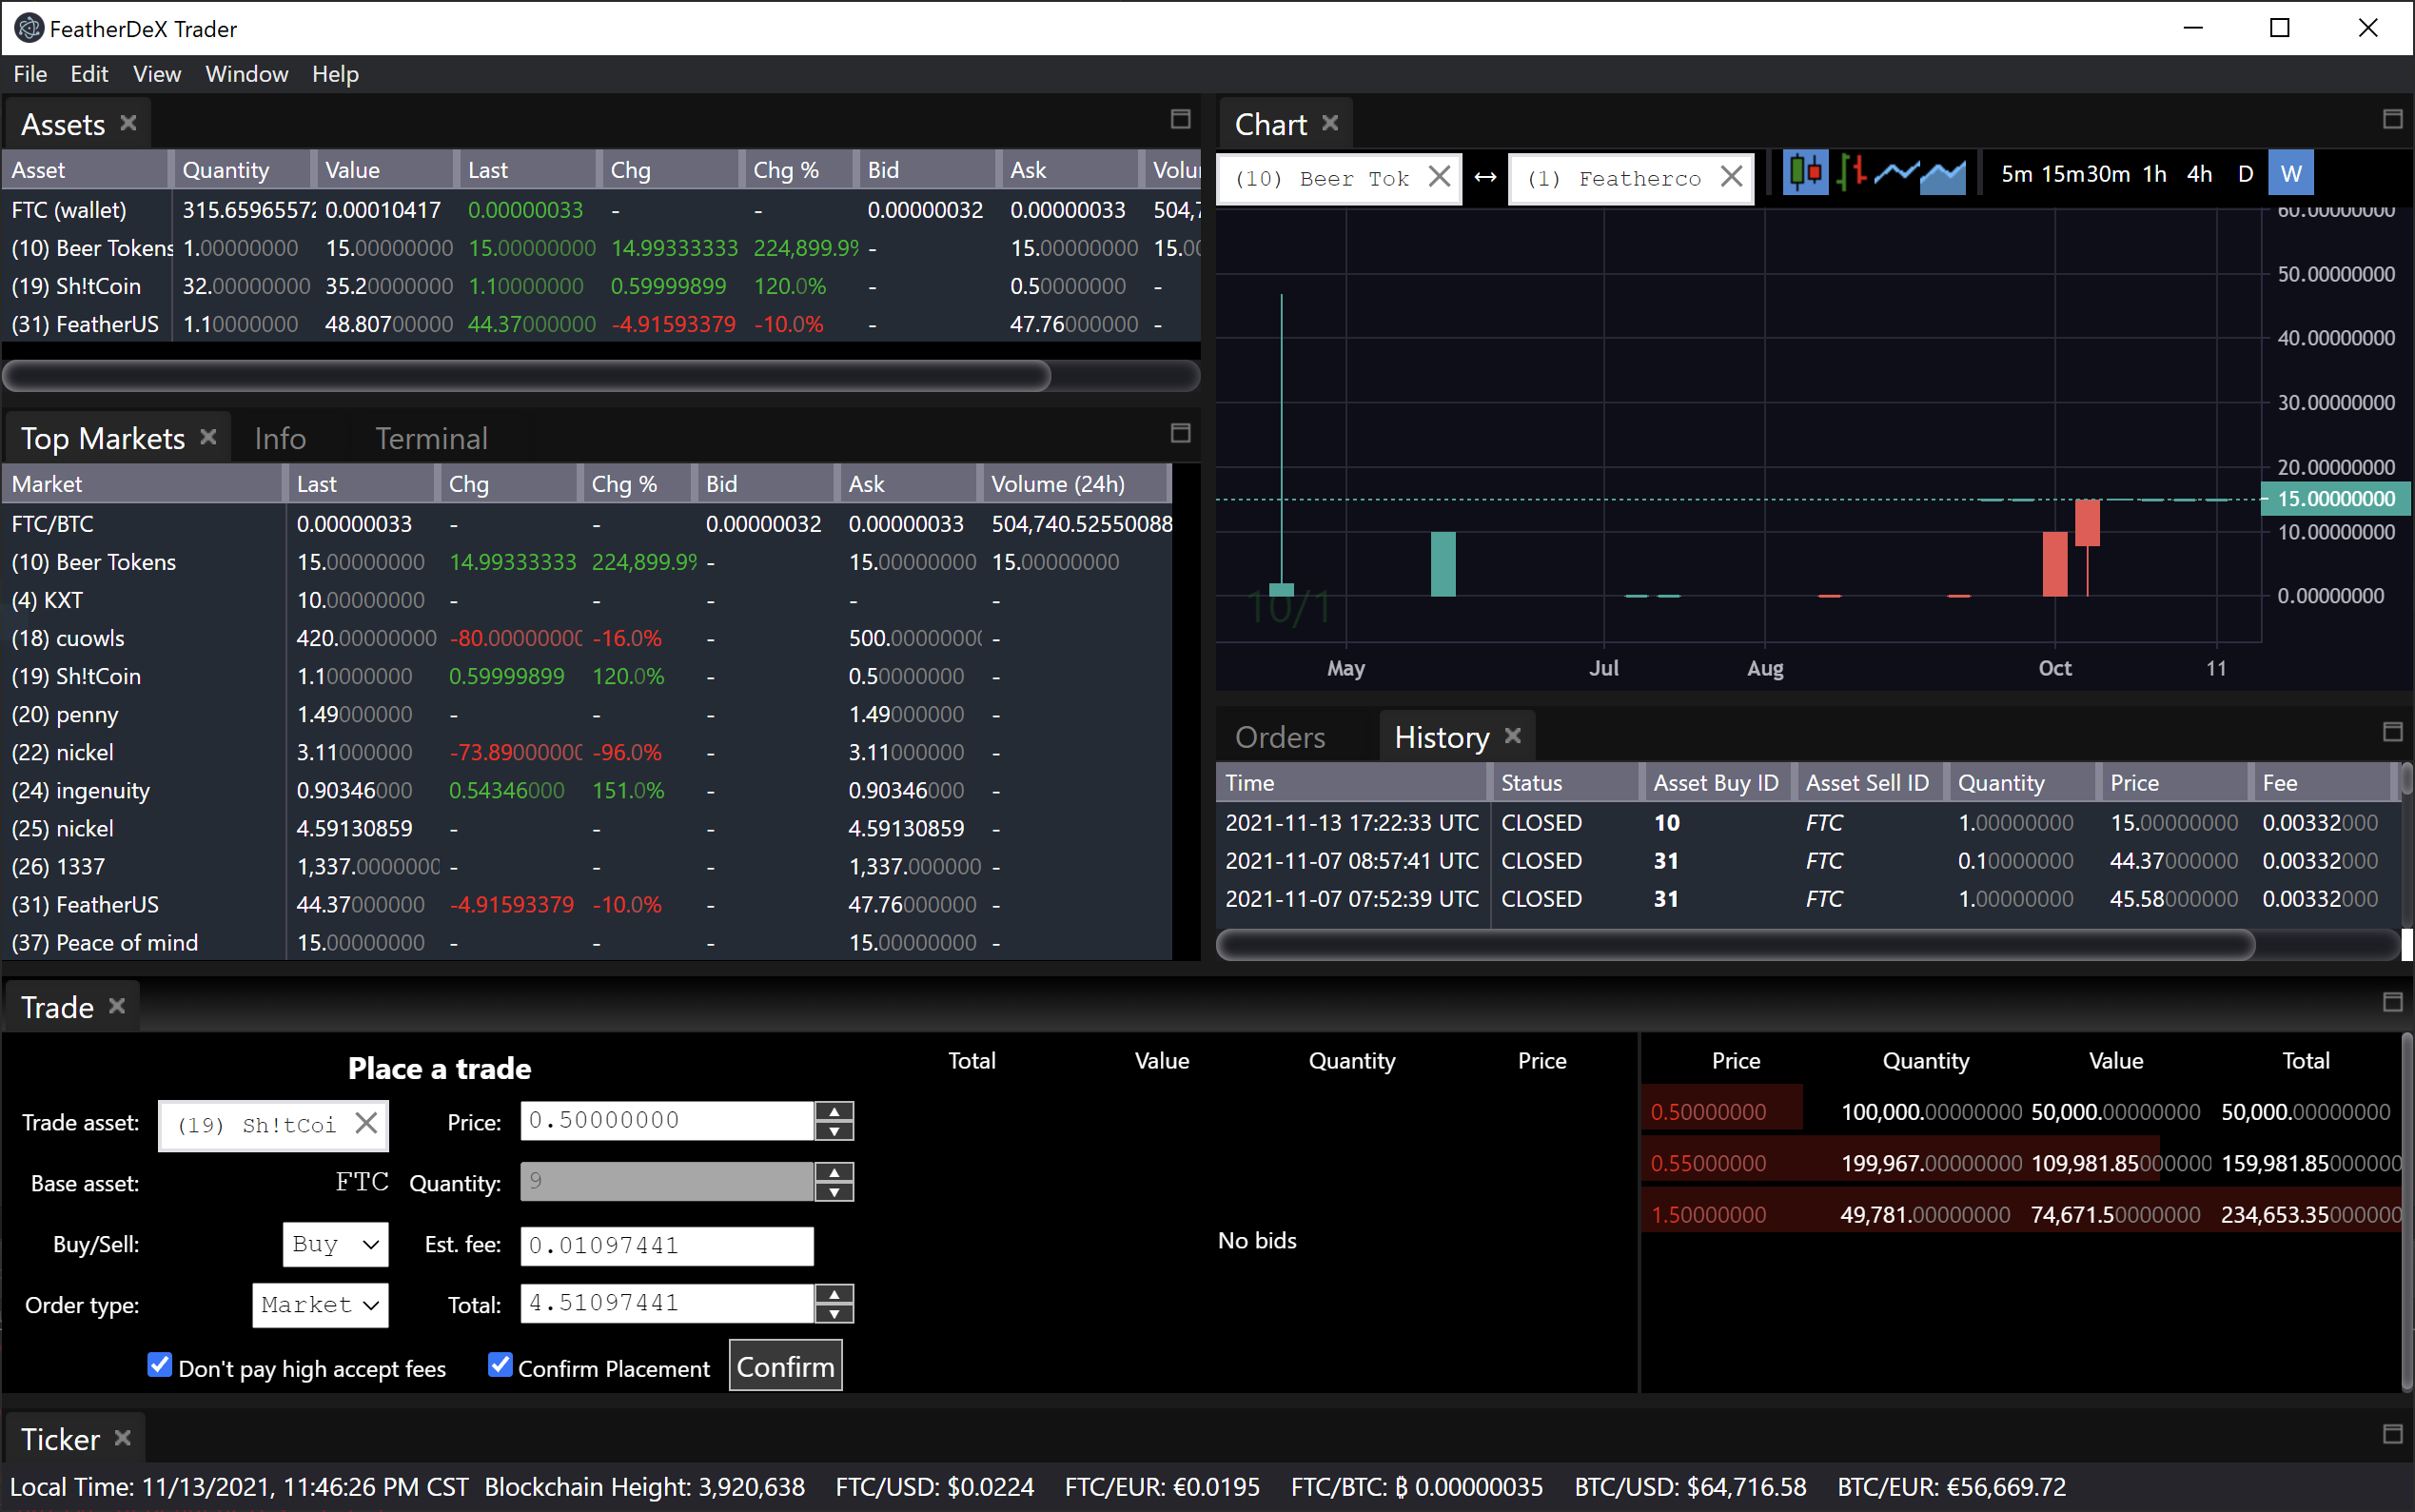 FeatherDeX Trader
File Edit View Window Help
Assets
Asset Quantity Value Last Chg Chg % Bid Ask Volu
FTC (wallet) 315.65965572 0.00010417 0.00000033 - - 0.00000032 0.00000033 504,7
(10) Beer Tokens 1.00000000 15.00000000 15.00000000 14.99333333 224,899.9% - 15.00000000 15.00
(19) Sh!tCoin 32.00000000 35.20000000 1.10000000 0.59999899 120.0% - 0.50000000 -
(31) FeatherUS 1.10000000 48.80700000 44.37000000 -4.91593379 -10.0% - 47.76000000 -
Top Markets Info Terminal
Market Last Chg Chg % Bid Ask Volume (24h)
FTC/BTC 0.00000033 - - 0.00000032 0.00000033 504,740.52550088
(10) Beer Tokens 15.00000000 14.99333333 224,899.9% - 15.00000000 15.00000000
(4) KXT 10.00000000 - - - - -
(18) cuowls 420.00000000 -80.00000000 -16.0% - 500.00000000 -
(19) Sh!tCoin 1.10000000 0.59999899 120.0% - 0.50000000 -
(20) penny 1.49000000 - - - 1.49000000 -
(22) nickel 3.11000000 -73.89000000 -96.0% - 3.11000000 -
(24) ingenuity 0.90346000 0.54346000 151.0% - 0.90346000 -
(25) nickel 4.59130859 - - - 4.59130859 -
(26) 1337 1,337.0000000 - - - 1,337.000000 -
(31) FeatherUS 44.37000000 -4.91593379 -10.0% - 47.76000000 -
(37) Peace of mind 15.00000000 - - - 15.00000000 -
Chart
(10) Beer Tok ↔ (1) Featherco 5m 15m 30m 1h 4h D W
60.00000000
50.00000000
40.00000000
30.00000000
20.00000000
15.00000000
10.00000000
0.00000000
10/1
May Jul Aug Oct 11
Orders History
Time Status Asset Buy ID Asset Sell ID Quantity Price Fee
2021-11-13 17:22:33 UTC CLOSED 10 FTC 1.00000000 15.00000000 0.00332000
2021-11-07 08:57:41 UTC CLOSED 31 FTC 0.10000000 44.37000000 0.00332000
2021-11-07 07:52:39 UTC CLOSED 31 FTC 1.00000000 45.58000000 0.00332000
Trade
Place a trade
Trade asset: (19) Sh!tCoi Price: 0.50000000
Base asset: FTC Quantity: 9
Buy/Sell: Buy Est. fee: 0.01097441
Order type: Market Total: 4.51097441
Don't pay high accept fees Confirm Placement Confirm
Total Value Quantity Price
No bids
Price Quantity Value Total
0.50000000 100,000.00000000 50,000.00000000 50,000.00000000
0.55000000 199,967.00000000 109,981.85000000 159,981.85000000
1.50000000 49,781.00000000 74,671.50000000 234,653.35000000
Ticker
Local Time: 11/13/2021, 11:46:26 PM CST Blockchain Height: 3,920,638 FTC/USD: $0.0224 FTC/EUR: €0.0195 FTC/BTC: ₿ 0.00000035 BTC/USD: $64,716.58 BTC/EUR: €56,669.72